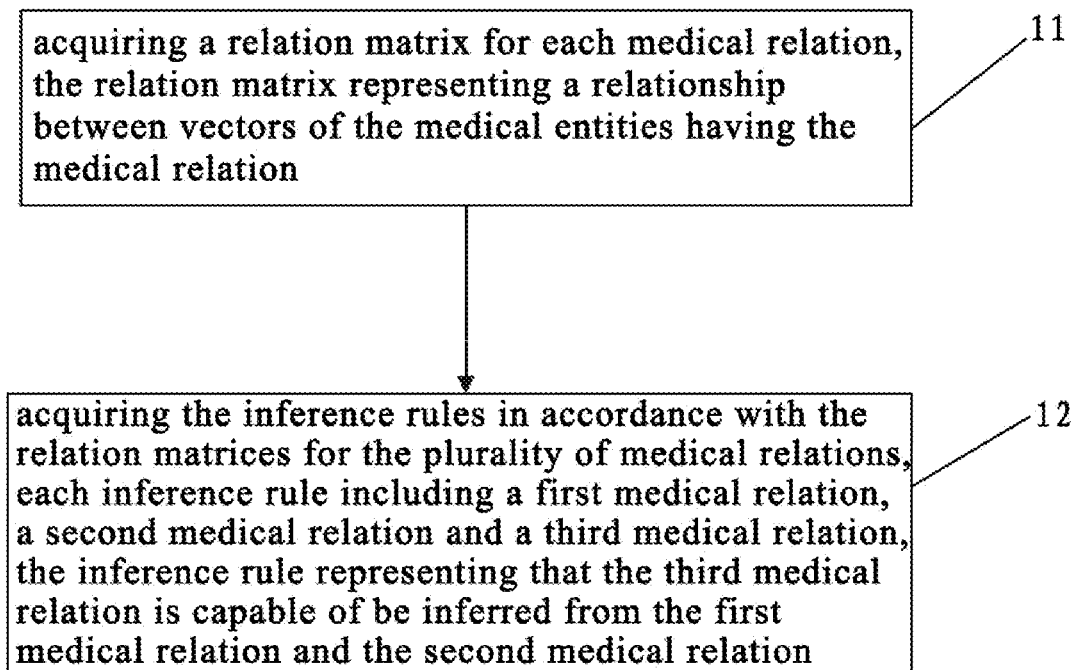 acquiring a relation matrix for each medical relation,
the relation matrix representing a relationship
between vectors of the medical entities having the
medical relation
11
acquiring the inference rules in accordance with the
relation matrices for the plurality of medical relations,
each inference rule including a first medical relation,
a second medical relation and a third medical relation,
the inference rule representing that the third medical
relation is capable of be inferred from the first
medical relation and the second medical relation
12